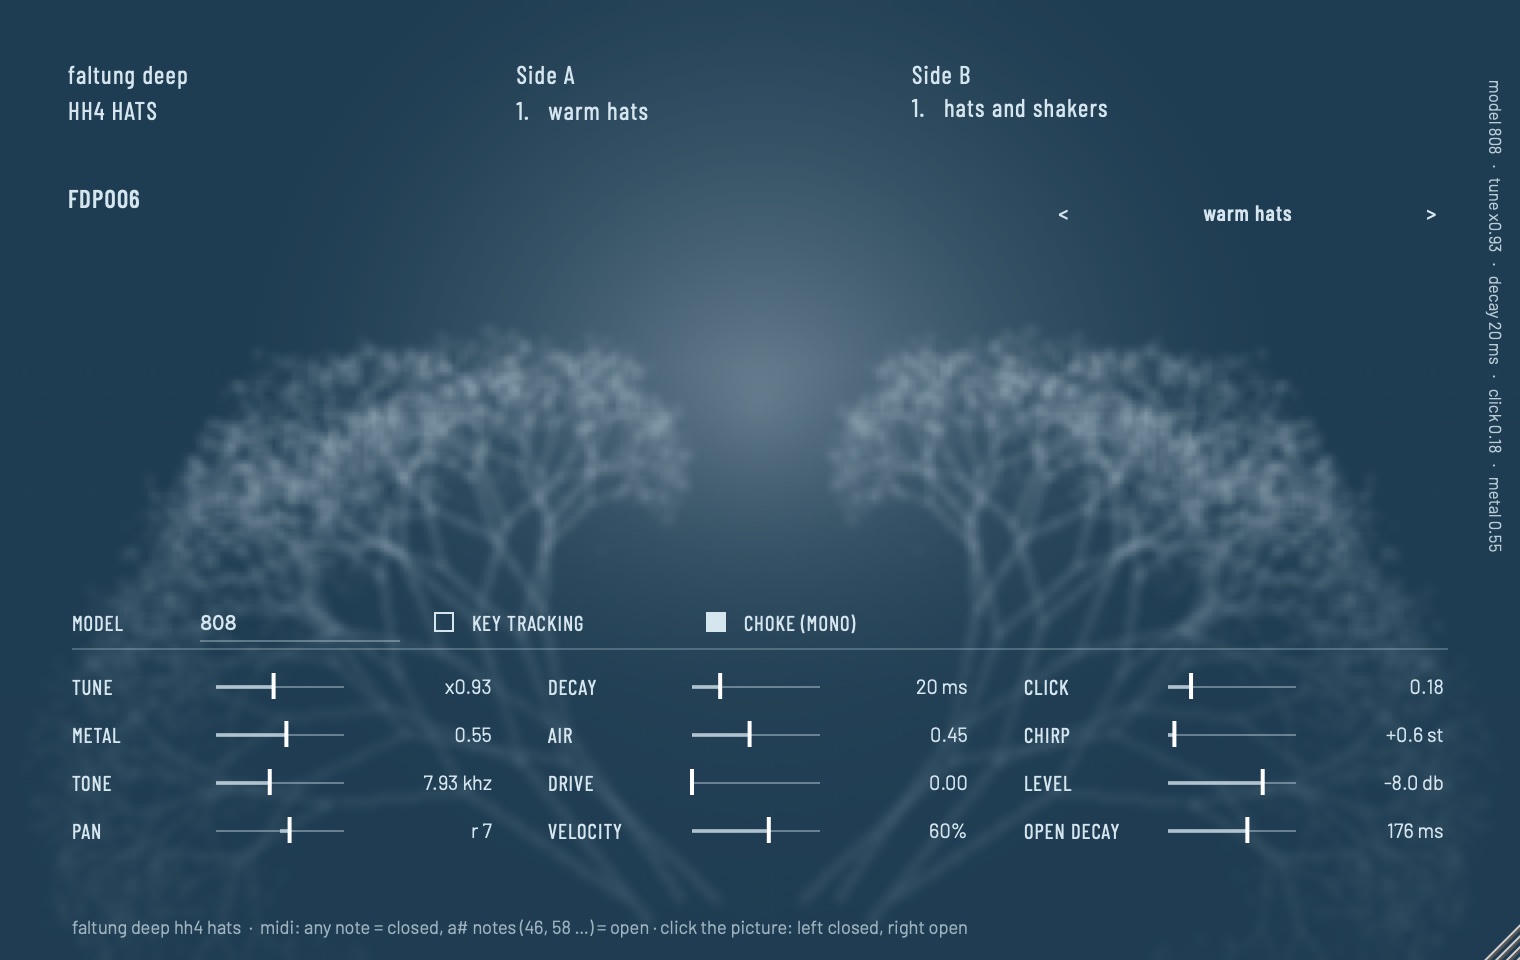 faltung deep
HH4 HATS
FDP006
Side A
1. warm hats
Side B
1. hats and shakers
< warm hats >
model 808 · tune x0.93 · decay 20 ms · click 0.18 · metal 0.55
MODEL 808 KEY TRACKING CHOKE (MONO)
TUNE x0.93 DECAY 20 ms CLICK 0.18
METAL 0.55 AIR 0.45 CHIRP +0.6 st
TONE 7.93 khz DRIVE 0.00 LEVEL -8.0 db
PAN r 7 VELOCITY 60% OPEN DECAY 176 ms
faltung deep hh4 hats · midi: any note = closed, a# notes (46, 58 ...) = open · click the picture: left closed, right open